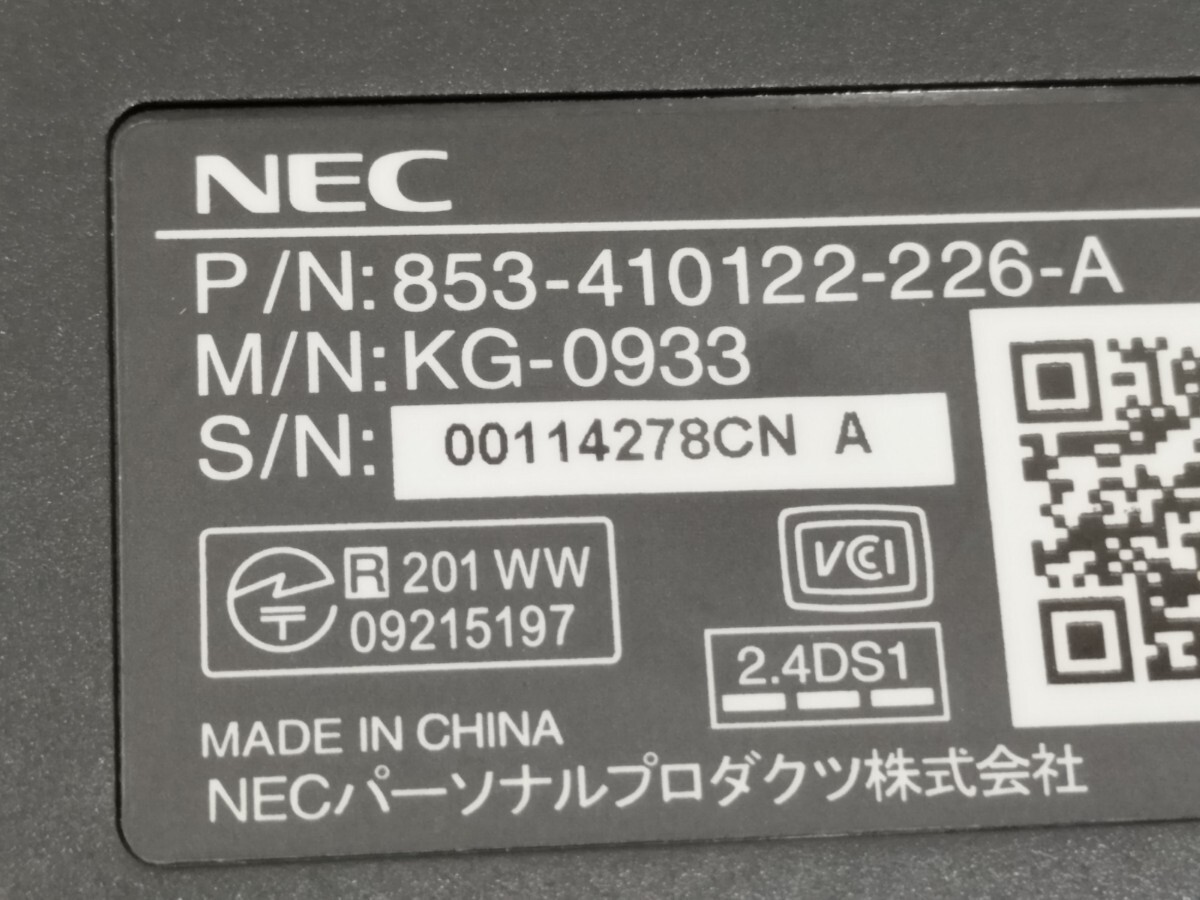 NEC
P/N: 853-410122-226-A
M/N: KG-0933
S/N: 00114278CN A
R 201 WW
09215197
VCCI
2.4DS1
MADE IN CHINA
NECパーソナルプロダクツ株式会社